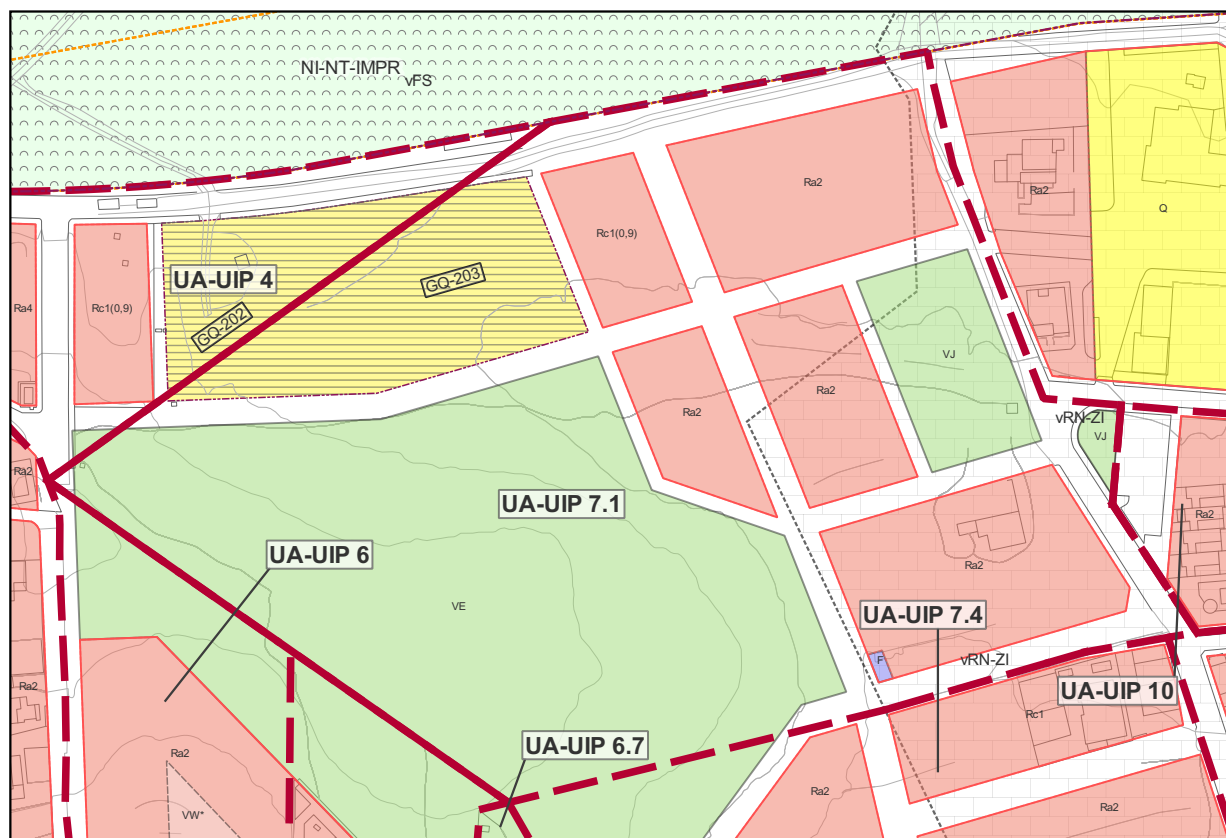 NI-NT-IMPR
vFS
Ra2
Ra2
Q
Rc1(0,9)
UA-UIP 4
GQ-203
Ra4
Rc1(0,9)
GQ-202
VJ
Ra2
Ra2
vRN-ZI
VJ
Ra2
UA-UIP 7.1
Ra2
UA-UIP 6
Ra2
VE
UA-UIP 7.4
F
vRN-ZI
Ra2
UA-UIP 10
Rc1
UA-UIP 6.7
Ra2
Ra2
Ra2
VW*